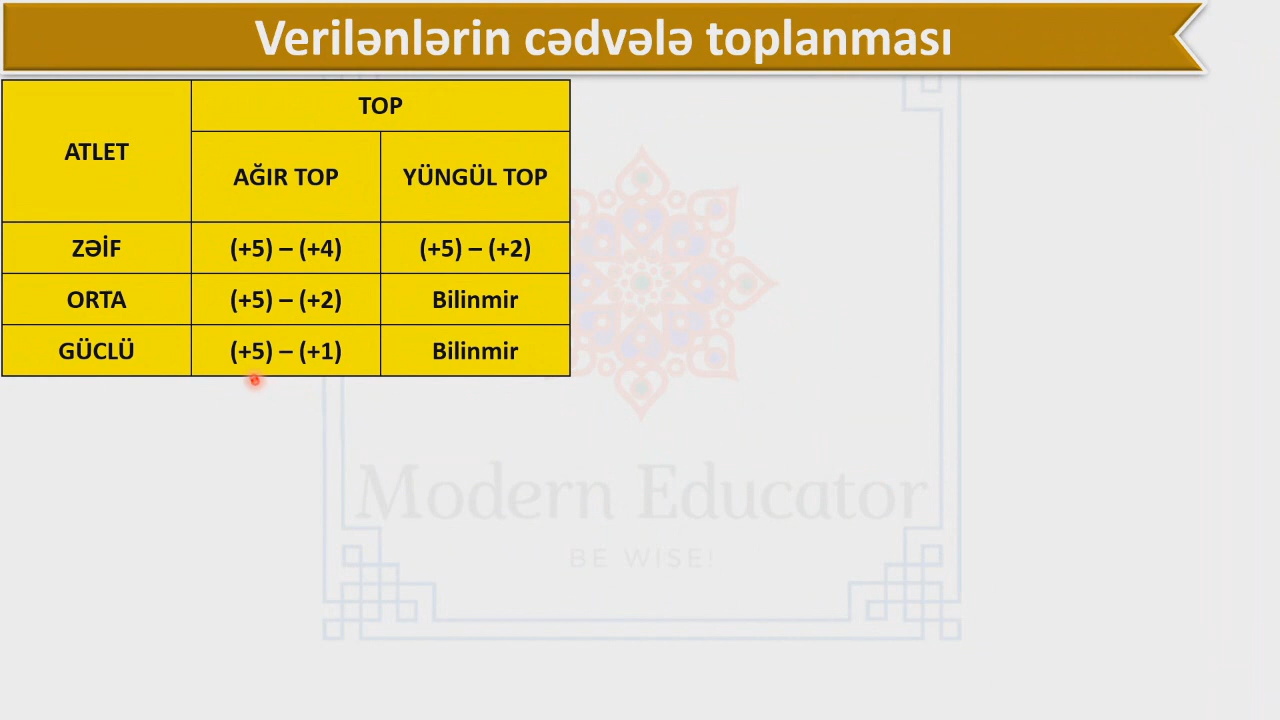 Verilənlərin cədvələ toplanması
ATLET
TOP
AĞIR TOP
YÜNGÜL TOP
ZƏİF
(+5) – (+4)
(+5) – (+2)
ORTA
(+5) – (+2)
Bilinmir
GÜCLÜ
(+5) – (+1)
Bilinmir
Modern Educator
BE WISE!